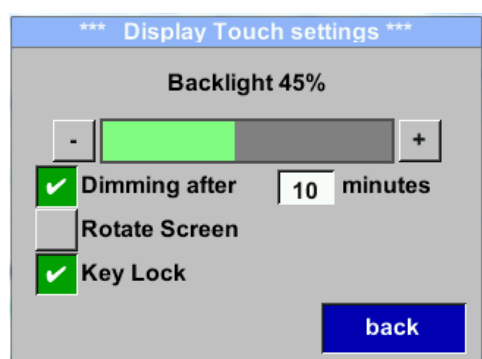 *** Display Touch settings ***
Backlight 45%
- +
Dimming after 10 minutes
Rotate Screen
Key Lock
back